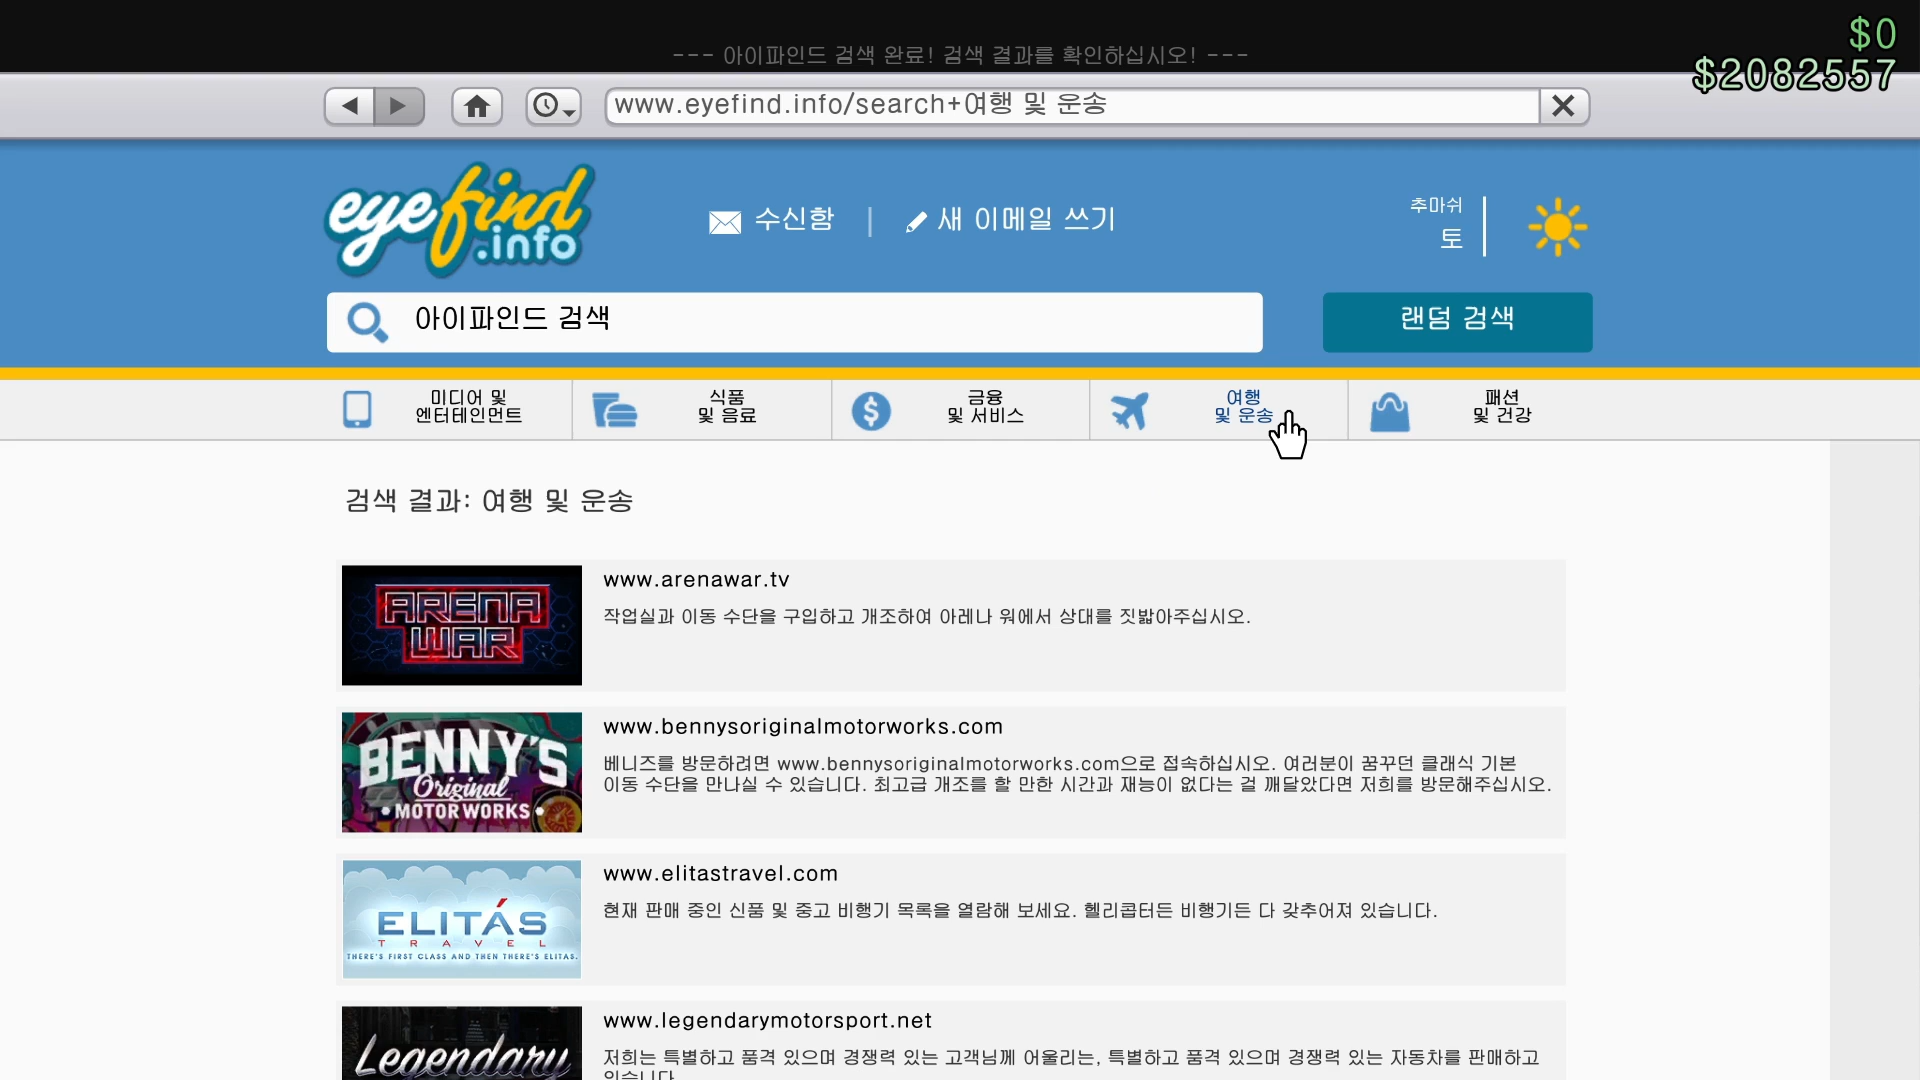 $0
--- 아이파인드 검색 완료! 검색 결과를 확인하십시오! ---
$2082557
www.eyefind.info/search+여행 및 운송
eyefind
.info
수신함
새 이메일 쓰기
추마쉬
토
아이파인드 검색
랜덤 검색
미디어 및
엔터테인먼트
식품
및 음료
금융
및 서비스
여행
및 운송
패션
및 건강
검색 결과: 여행 및 운송
ARENA
WAR
www.arenawar.tv
작업실과 이동 수단을 구입하고 개조하여 아레나 워에서 상대를 짓밟아주십시오.
BENNY'S
Original
MOTOR WORKS
www.bennysoriginalmotorworks.com
베니즈를 방문하려면 www.bennysoriginalmotorworks.com으로 접속하십시오. 여러분이 꿈꾸던 클래식 기본
이동 수단을 만나실 수 있습니다. 최고급 개조를 할 만한 시간과 재능이 없다는 걸 깨달았다면 저희를 방문해주십시오.
ELITÁS
TRAVEL
THERE'S FIRST CLASS AND THEN THERE'S ELITAS.
www.elitastravel.com
현재 판매 중인 신품 및 중고 비행기 목록을 열람해 보세요. 헬리콥터든 비행기든 다 갖추어져 있습니다.
Legendary
www.legendarymotorsport.net
저희는 특별하고 품격 있으며 경쟁력 있는 고객님께 어울리는, 특별하고 품격 있으며 경쟁력 있는 자동차를 판매하고
있습니다.